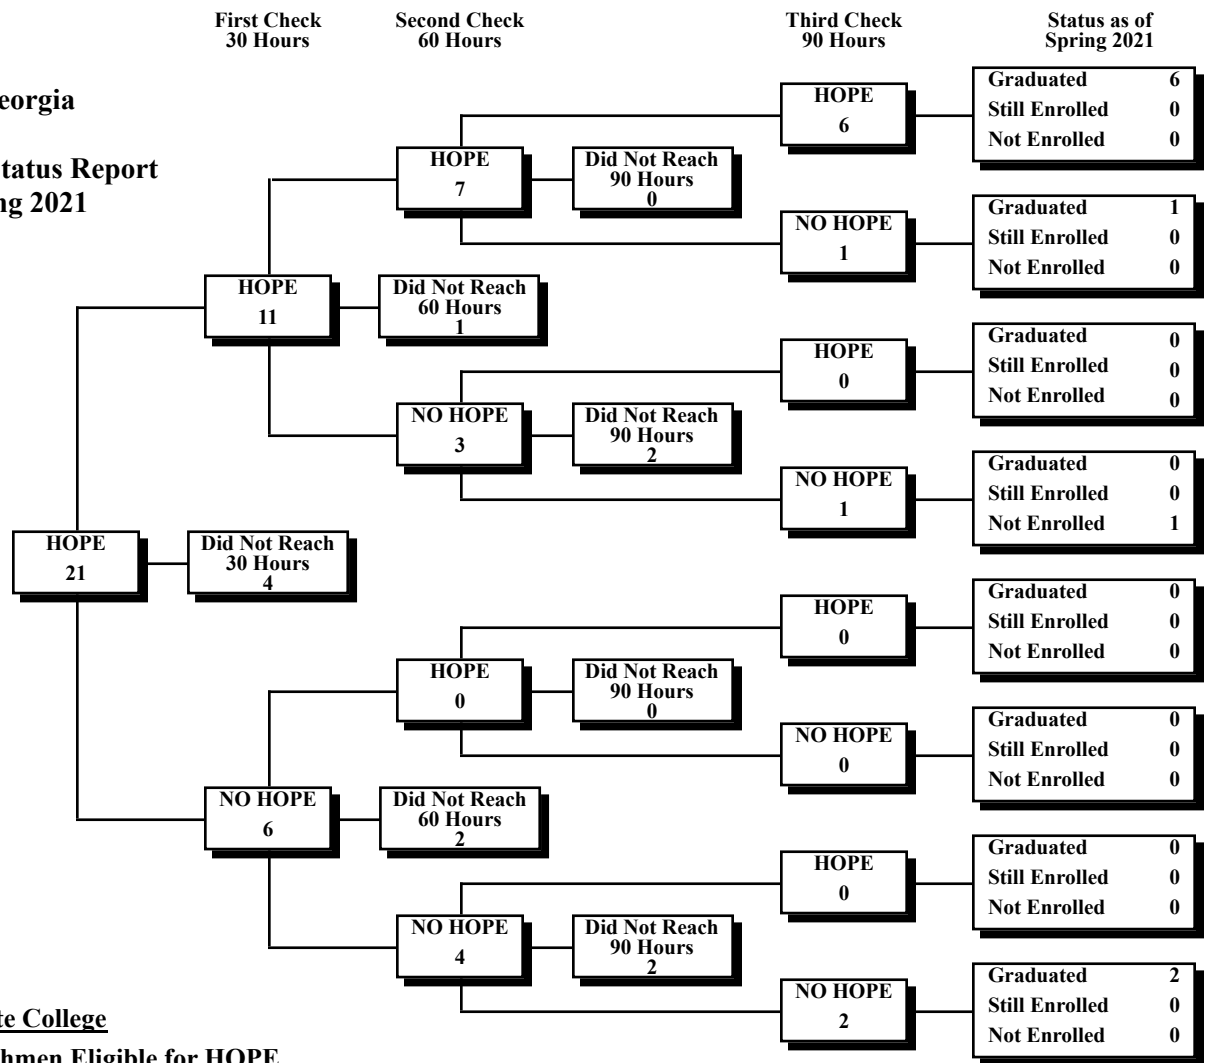 First Check
30 Hours
Second Check
60 Hours
Third Check
90 Hours
Status as of
Spring 2021
eorgia
tatus Report
ng 2021
HOPE
21
Did Not Reach
30 Hours
4
HOPE
11
Did Not Reach
60 Hours
1
NO HOPE
6
Did Not Reach
60 Hours
2
HOPE
7
Did Not Reach
90 Hours
0
NO HOPE
3
Did Not Reach
90 Hours
2
HOPE
0
Did Not Reach
90 Hours
0
NO HOPE
4
Did Not Reach
90 Hours
2
HOPE
6
Graduated 6
Still Enrolled 0
Not Enrolled 0
NO HOPE
1
Graduated 1
Still Enrolled 0
Not Enrolled 0
HOPE
0
Graduated 0
Still Enrolled 0
Not Enrolled 0
NO HOPE
1
Graduated 0
Still Enrolled 0
Not Enrolled 1
HOPE
0
Graduated 0
Still Enrolled 0
Not Enrolled 0
NO HOPE
0
Graduated 0
Still Enrolled 0
Not Enrolled 0
HOPE
0
Graduated 0
Still Enrolled 0
Not Enrolled 0
NO HOPE
2
Graduated 2
Still Enrolled 0
Not Enrolled 0
te College
hmen Eligible for HOPE